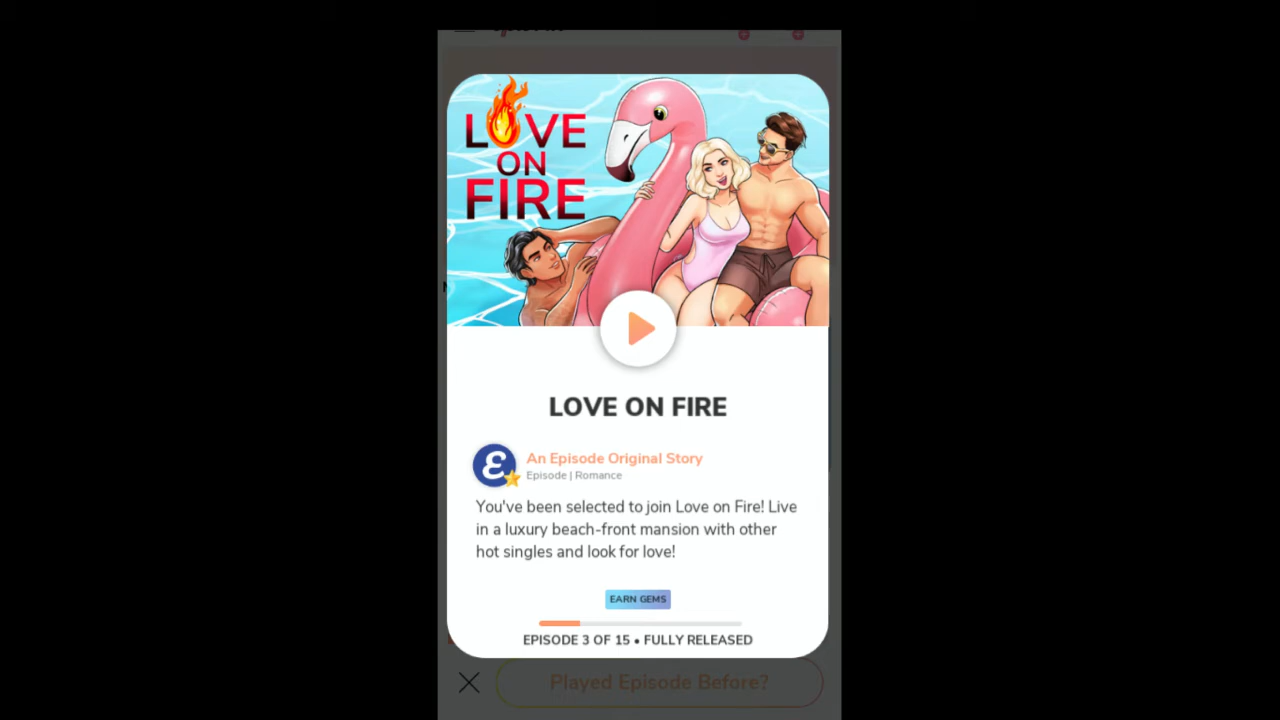 LOVE
ON
FIRE
LOVE ON FIRE
An Episode Original Story
Episode | Romance
You've been selected to join Love on Fire! Live
in a luxury beach-front mansion with other
hot singles and look for love!
EARN GEMS
EPISODE 3 OF 15 • FULLY RELEASED
Played Episode Before?